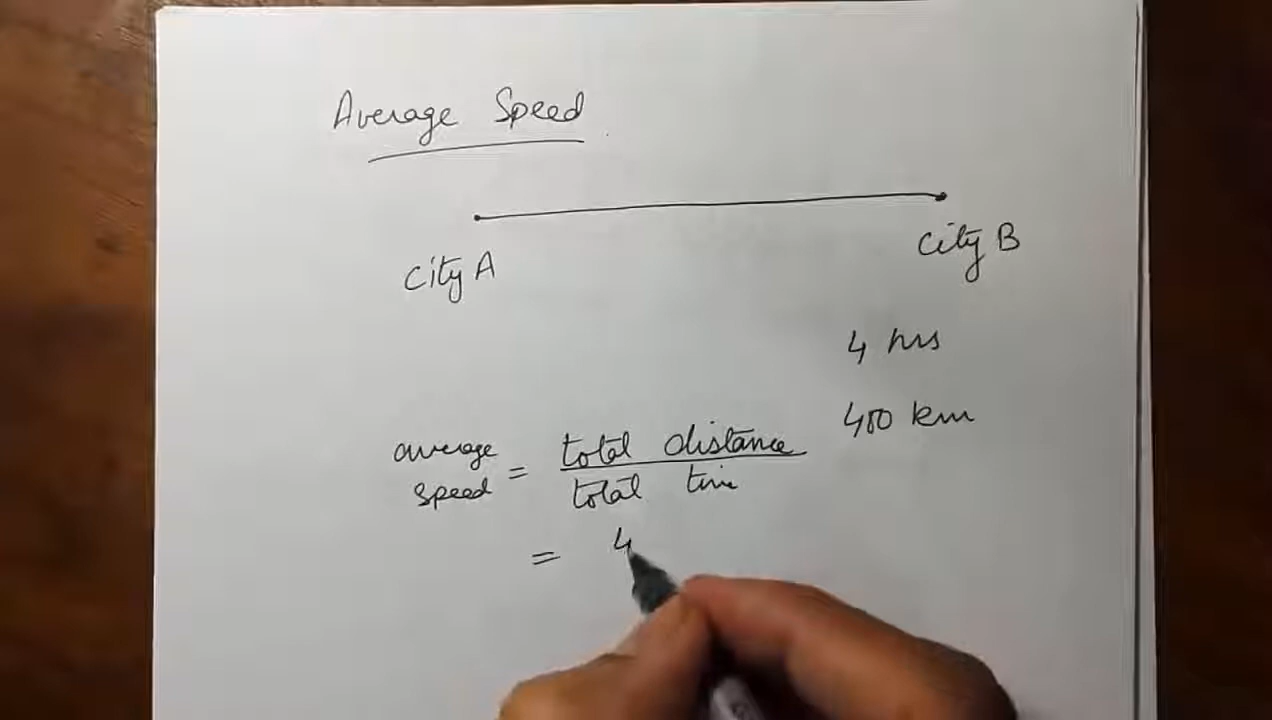 Average Speed
City A
City B
4 hrs
400 km
average speed = total distance
total time
= 4